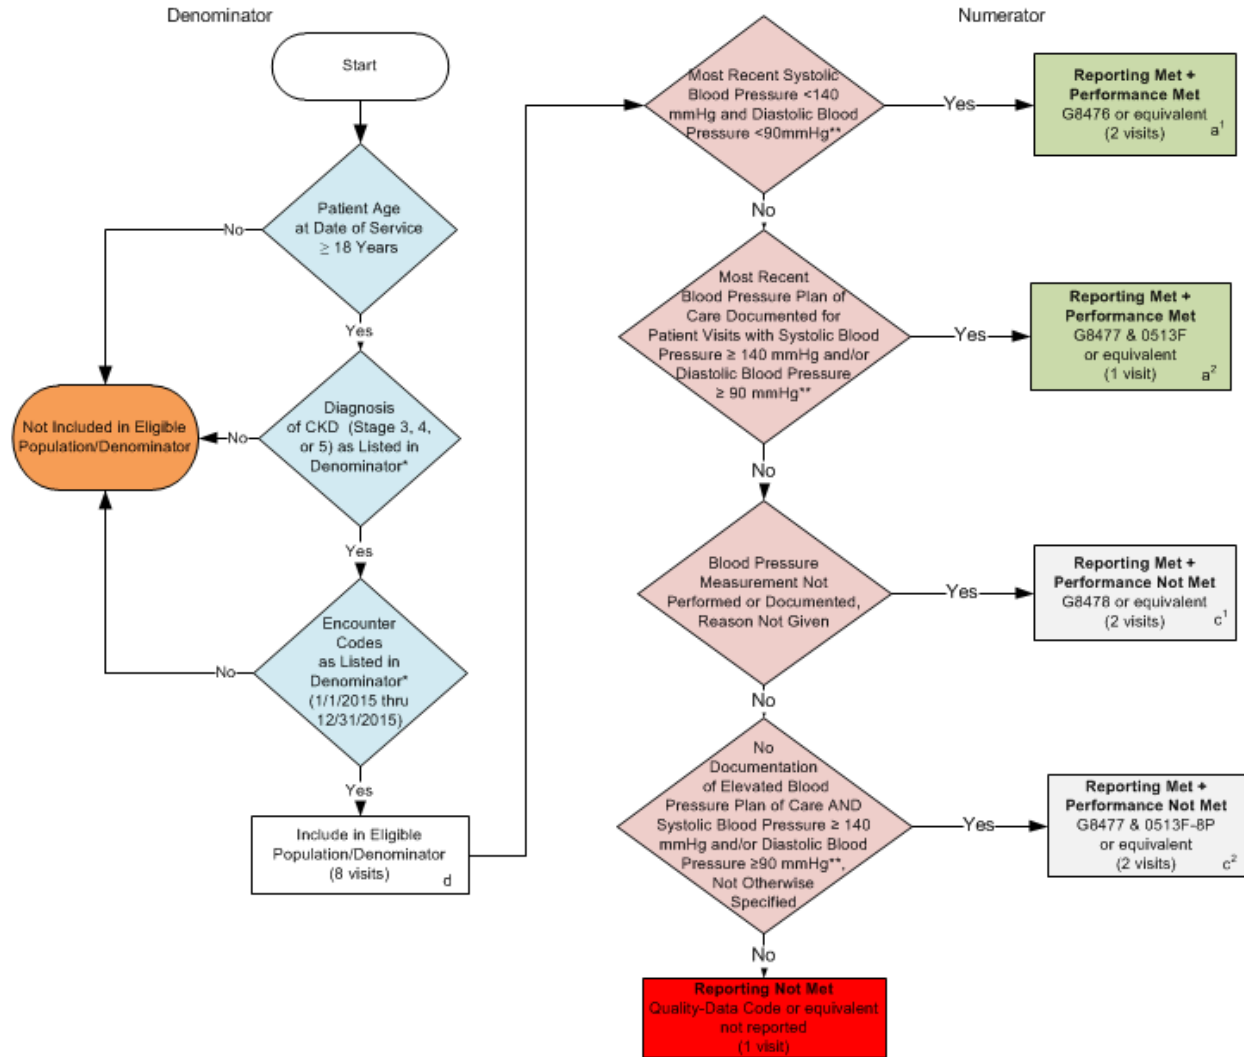 Denominator
Start
Patient Age
at Date of Service
≥ 18 Years
No
Yes
Diagnosis
of CKD (Stage 3, 4,
or 5) as Listed in
Denominator*
No
Not Included in Eligible
Population/Denominator
Yes
Encounter
Codes
as Listed in
Denominator*
(1/1/2015 thru
12/31/2015)
No
Yes
Include in Eligible
Population/Denominator
(8 visits)
d
Numerator
Most Recent Systolic
Blood Pressure <140
mmHg and Diastolic Blood
Pressure <90mmHg**
Yes
Reporting Met +
Performance Met
G8476 or equivalent
(2 visits)
a¹
No
Most Recent
Blood Pressure Plan of
Care Documented for
Patient Visits with Systolic Blood
Pressure ≥ 140 mmHg and/or
Diastolic Blood Pressure
≥ 90 mmHg**
Yes
Reporting Met +
Performance Met
G8477 & 0513F
or equivalent
(1 visit)
a²
No
Blood Pressure
Measurement Not
Performed or Documented,
Reason Not Given
Yes
Reporting Met +
Performance Not Met
G8478 or equivalent
(2 visits)
c¹
No
No
Documentation
of Elevated Blood
Pressure Plan of Care AND
Systolic Blood Pressure ≥ 140
mmHg and/or Diastolic Blood
Pressure ≥90 mmHg**,
Not Otherwise
Specified
Yes
Reporting Met +
Performance Not Met
G8477 & 0513F-8P
or equivalent
(2 visits)
c²
No
Reporting Not Met
Quality-Data Code or equivalent
not reported
(1 visit)